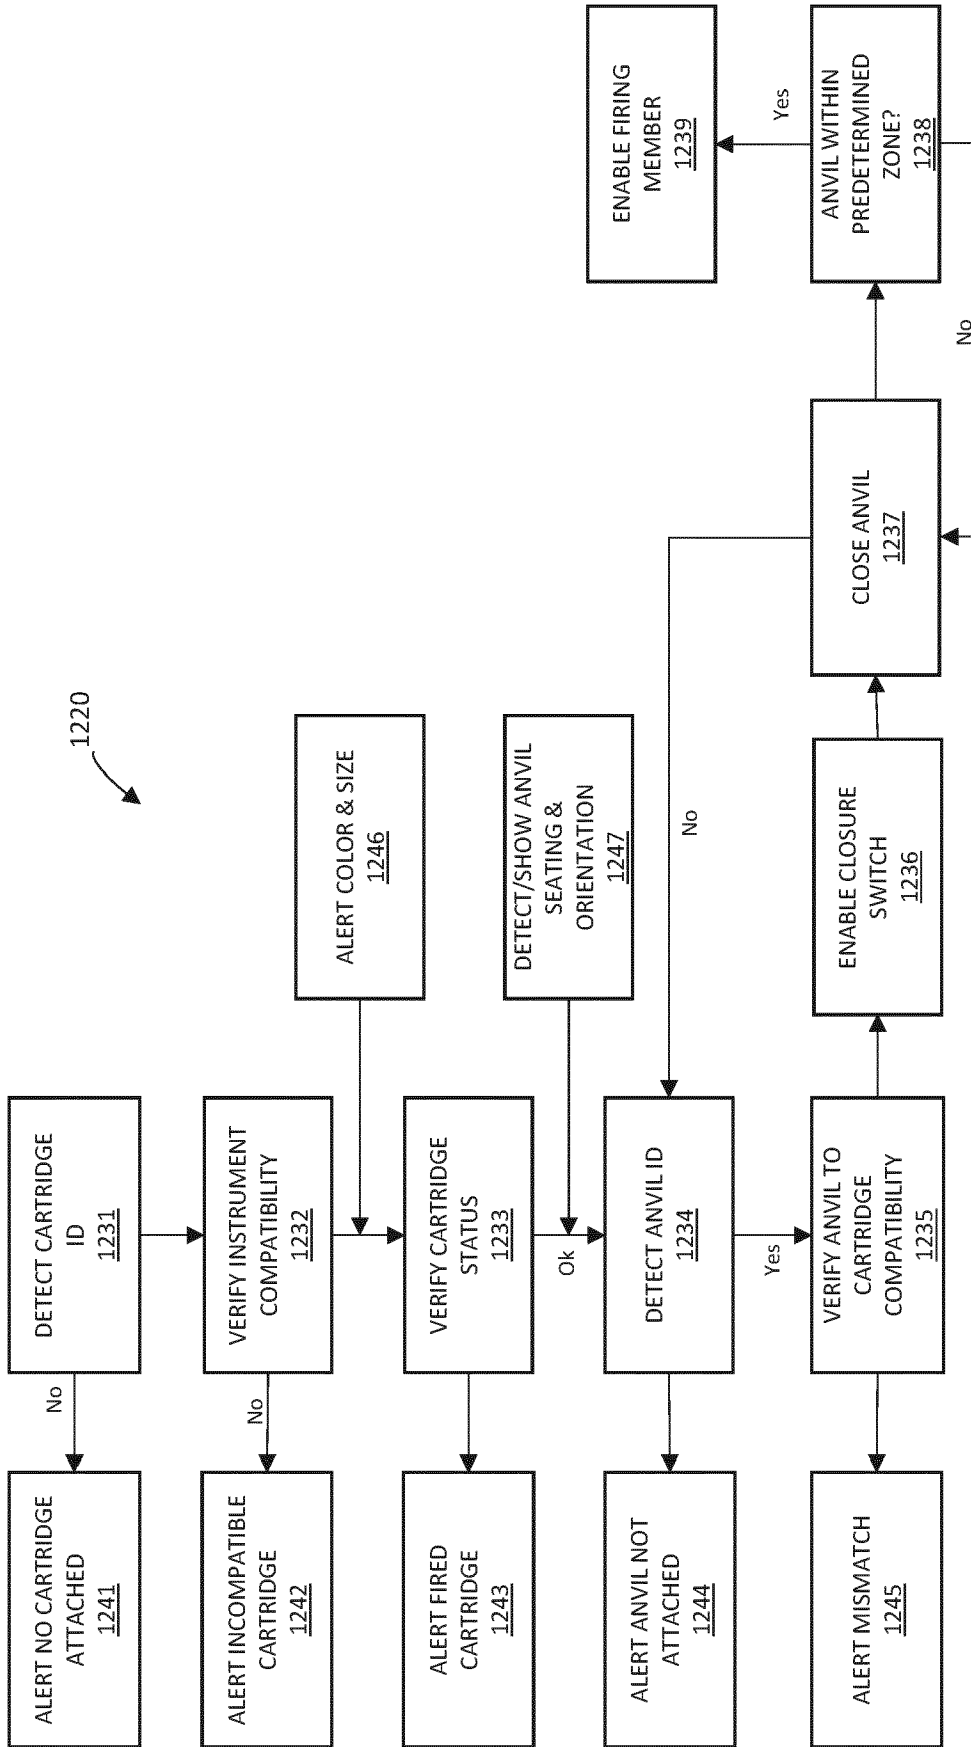 1220
DETECT CARTRIDGE
ID
1231
No
ALERT NO CARTRIDGE
ATTACHED
1241
VERIFY INSTRUMENT
COMPATIBILITY
1232
No
ALERT INCOMPATIBLE
CARTRIDGE
1242
ALERT COLOR & SIZE
1246
VERIFY CARTRIDGE
STATUS
1233
ALERT FIRED
CARTRIDGE
1243
Ok
DETECT/SHOW ANVIL
SEATING &
ORIENTATION
1247
DETECT ANVIL ID
1234
ALERT ANVIL NOT
ATTACHED
1244
Yes
No
VERIFY ANVIL TO
CARTRIDGE
COMPATIBILITY
1235
ALERT MISMATCH
1245
ENABLE CLOSURE
SWITCH
1236
CLOSE ANVIL
1237
ANVIL WITHIN
PREDETERMINED
ZONE?
1238
No
Yes
ENABLE FIRING
MEMBER
1239